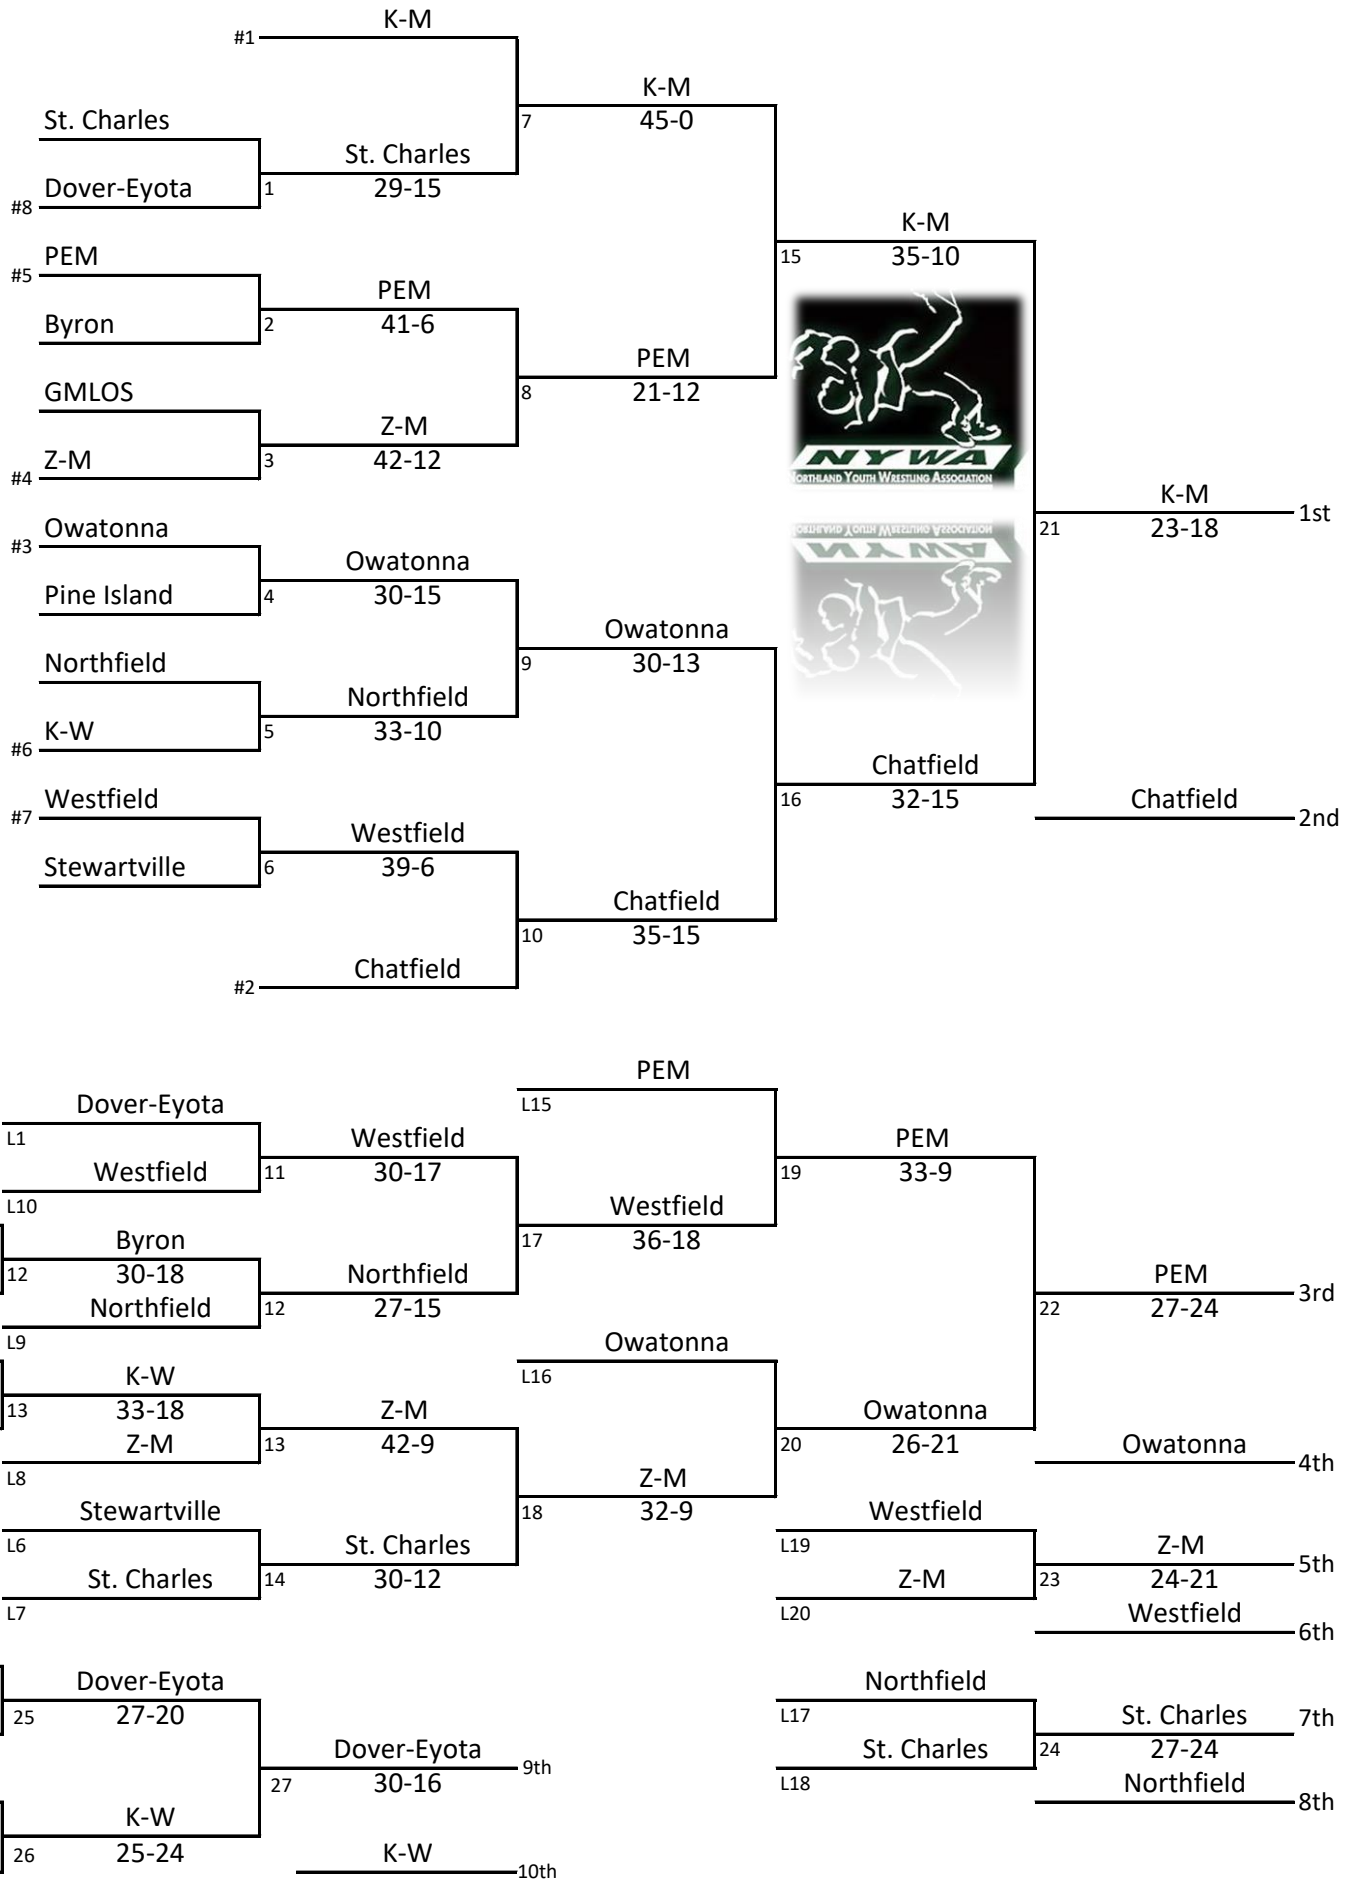 K-M
#1
K-M
45-0
St. Charles
7
St. Charles
29-15
Dover-Eyota
1
#8
K-M
35-10
15
PEM
#5
PEM
41-6
Byron
2
PEM
21-12
8
GMLOS
Z-M
42-12
Z-M
3
#4
NYWA
NORTHLAND YOUTH WRESTLING ASSOCIATION
K-M
23-18
1st
21
Owatonna
#3
Owatonna
30-15
Pine Island
4
Owatonna
30-13
9
Northfield
Northfield
33-10
K-W
5
#6
Chatfield
32-15
16
Westfield
#7
Chatfield
2nd
Westfield
39-6
Stewartville
6
Chatfield
35-15
10
Chatfield
#2
PEM
L15
Dover-Eyota
L1
Westfield
30-17
PEM
33-9
19
Westfield
11
L10
Westfield
36-18
17
Byron
30-18
12
Northfield
27-15
PEM
27-24
3rd
22
Northfield
12
L9
Owatonna
L16
K-W
33-18
13
Z-M
42-9
Owatonna
26-21
20
Z-M
13
L8
Owatonna
4th
Z-M
32-9
18
Stewartville
L6
Westfield
L19
St. Charles
30-12
Z-M
24-21
5th
St. Charles
14
L7
Z-M
23
L20
Westfield
6th
Dover-Eyota
27-20
25
Northfield
L17
St. Charles
27-24
7th
Dover-Eyota
30-16
9th
27
St. Charles
24
L18
Northfield
8th
K-W
25-24
26
K-W
10th